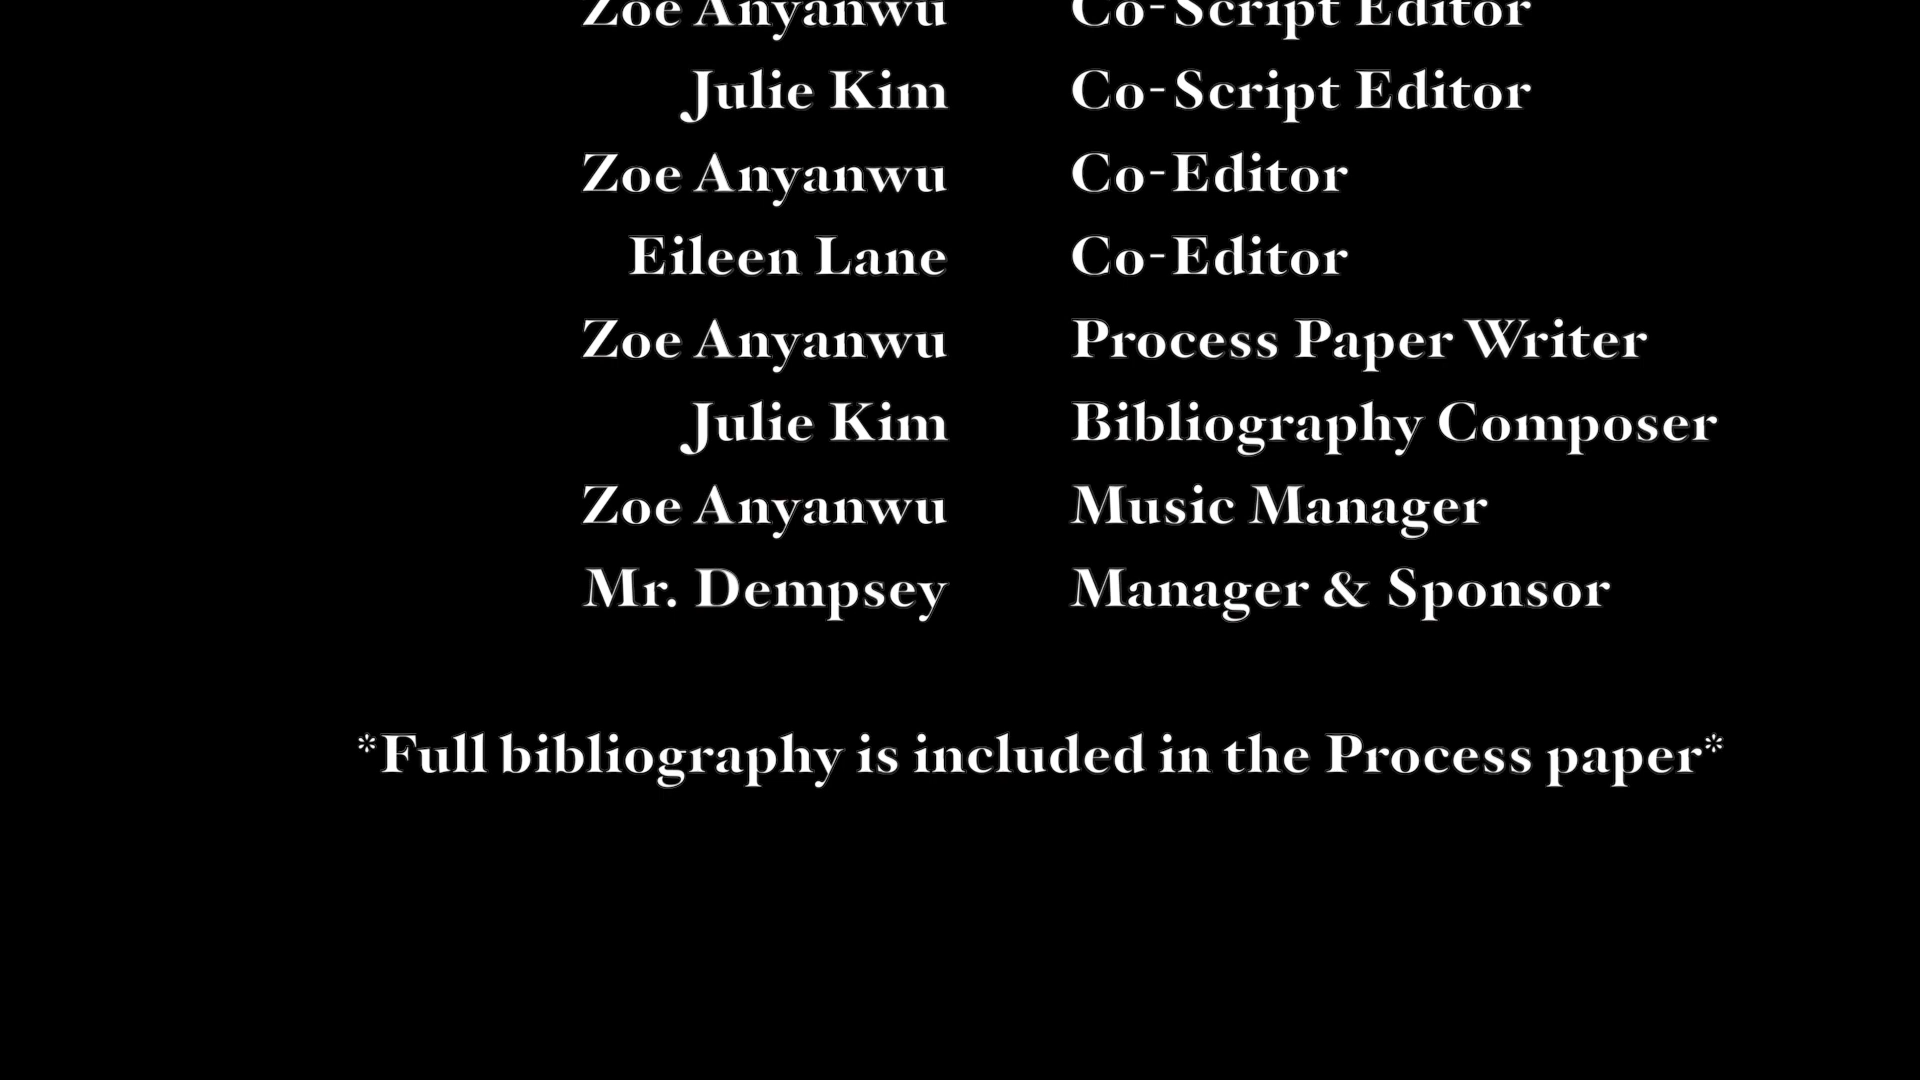 Zoe Anyanwu Co-Script Editor
Julie Kim Co-Script Editor
Zoe Anyanwu Co-Editor
Eileen Lane Co-Editor
Zoe Anyanwu Process Paper Writer
Julie Kim Bibliography Composer
Zoe Anyanwu Music Manager
Mr. Dempsey Manager & Sponsor
*Full bibliography is included in the Process paper*